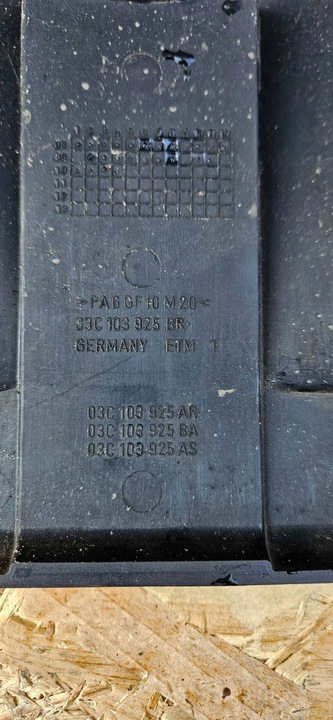 >PA6 GF10 M20<
03C 103 925 BR-
GERMANY ETM 1
03C 103 925 AR
03C 103 925 BA
03C 103 925 AS